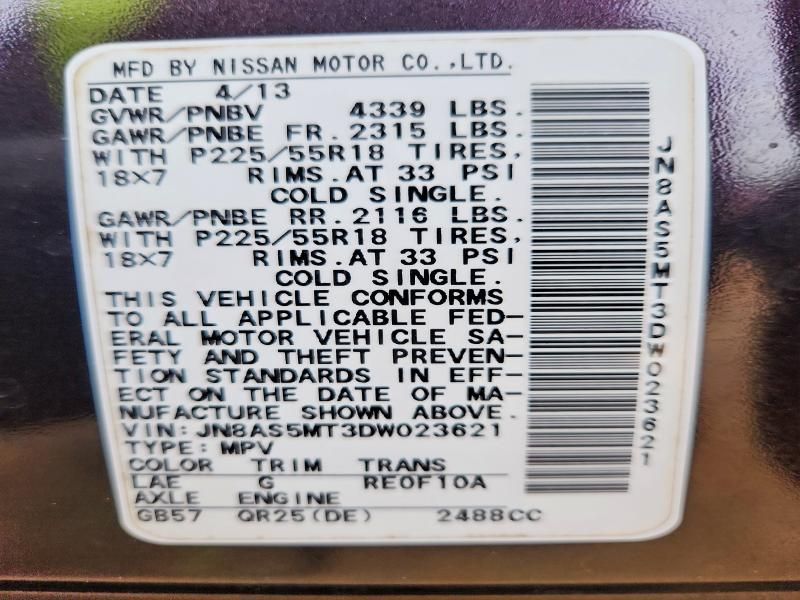 MFD BY NISSAN MOTOR CO.,LTD.
DATE 4/13
GVWR/PNBV 4339 LBS.
GAWR/PNBE FR.2315 LBS.
WITH P225/55R18 TIRES,
18X7 RIMS.AT 33 PSI
COLD SINGLE.
GAWR/PNBE RR.2116 LBS.
WITH P225/55R18 TIRES,
18X7 RIMS.AT 33 PSI
COLD SINGLE.
THIS VEHICLE CONFORMS
TO ALL APPLICABLE FED-
ERAL MOTOR VEHICLE SA-
FETY AND THEFT PREVEN-
TION STANDARDS IN EFF-
ECT ON THE DATE OF MA-
NUFACTURE SHOWN ABOVE.
VIN: JN8AS5MT3DW023621
TYPE: MPV
COLOR TRIM TRANS
LAE G RE0F10A
AXLE ENGINE
GB57 QR25(DE) 2488CC
JN8AS5MT3DW023621